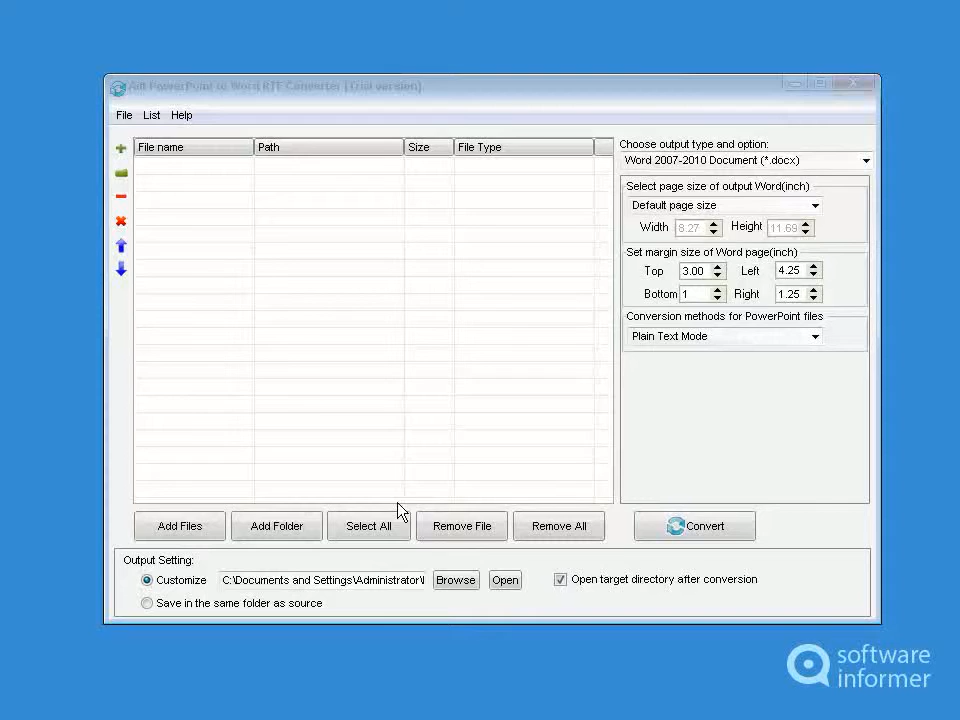 Aiit PowerPoint to Word RTF Converter [Trial version]
File List Help
File name Path Size File Type
Choose output type and option:
Word 2007-2010 Document (*.docx)
Select page size of output Word(inch)
Default page size
Width 8.27 Height 11.69
Set margin size of Word page(inch)
Top 3.00 Left 4.25
Bottom 1 Right 1.25
Conversion methods for PowerPoint files
Plain Text Mode
Add Files Add Folder Select All Remove File Remove All Convert
Output Setting:
Customize C:\Documents and Settings\Administrator\ Browse Open Open target directory after conversion
Save in the same folder as source
software
informer